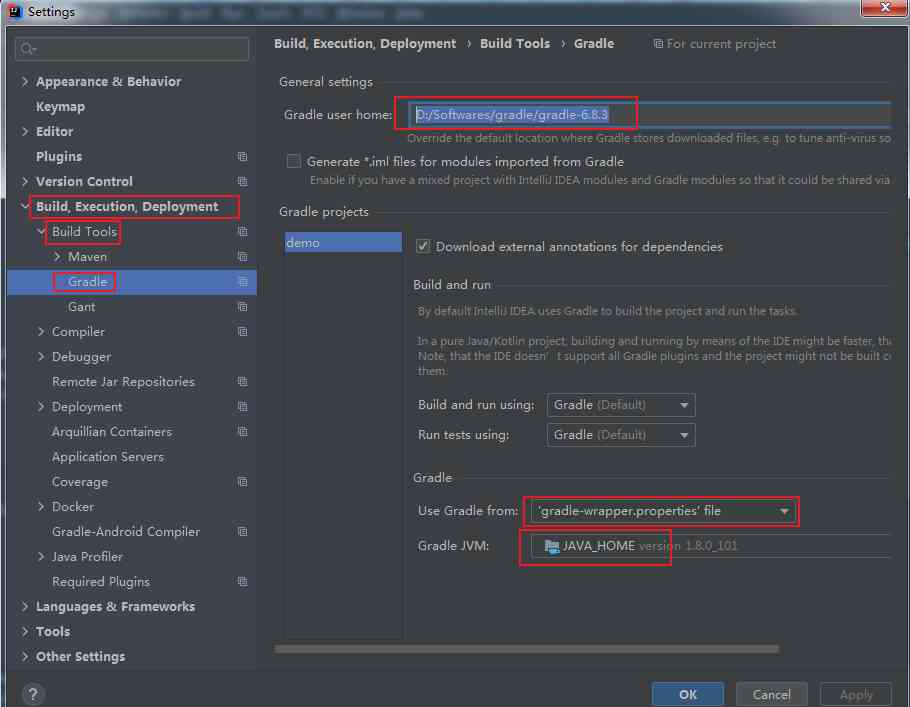 Settings
Build, Execution, Deployment › Build Tools › Gradle For current project
Appearance & Behavior
Keymap
Editor
Plugins
Version Control
Build, Execution, Deployment
Build Tools
Maven
Gradle
Gant
Compiler
Debugger
Remote Jar Repositories
Deployment
Arquillian Containers
Application Servers
Coverage
Docker
Gradle-Android Compiler
Java Profiler
Required Plugins
Languages & Frameworks
Tools
Other Settings
General settings
Gradle user home: D:/Softwares/gradle/gradle-6.8.3
Override the default location where Gradle stores downloaded files, e.g. to tune anti-virus so
Generate *.iml files for modules imported from Gradle
Enable if you have a mixed project with IntelliJ IDEA modules and Gradle modules so that it could be shared via
Gradle projects
demo
Download external annotations for dependencies
Build and run
By default IntelliJ IDEA uses Gradle to build the project and run the tasks.
In a pure Java/Kotlin project, building and running by means of the IDE might be faster, tha
Note, that the IDE doesn't support all Gradle plugins and the project might not be built co
them.
Build and run using: Gradle (Default)
Run tests using: Gradle (Default)
Gradle
Use Gradle from: 'gradle-wrapper.properties' file
Gradle JVM: JAVA_HOME version 1.8.0_101
?
OK Cancel Apply